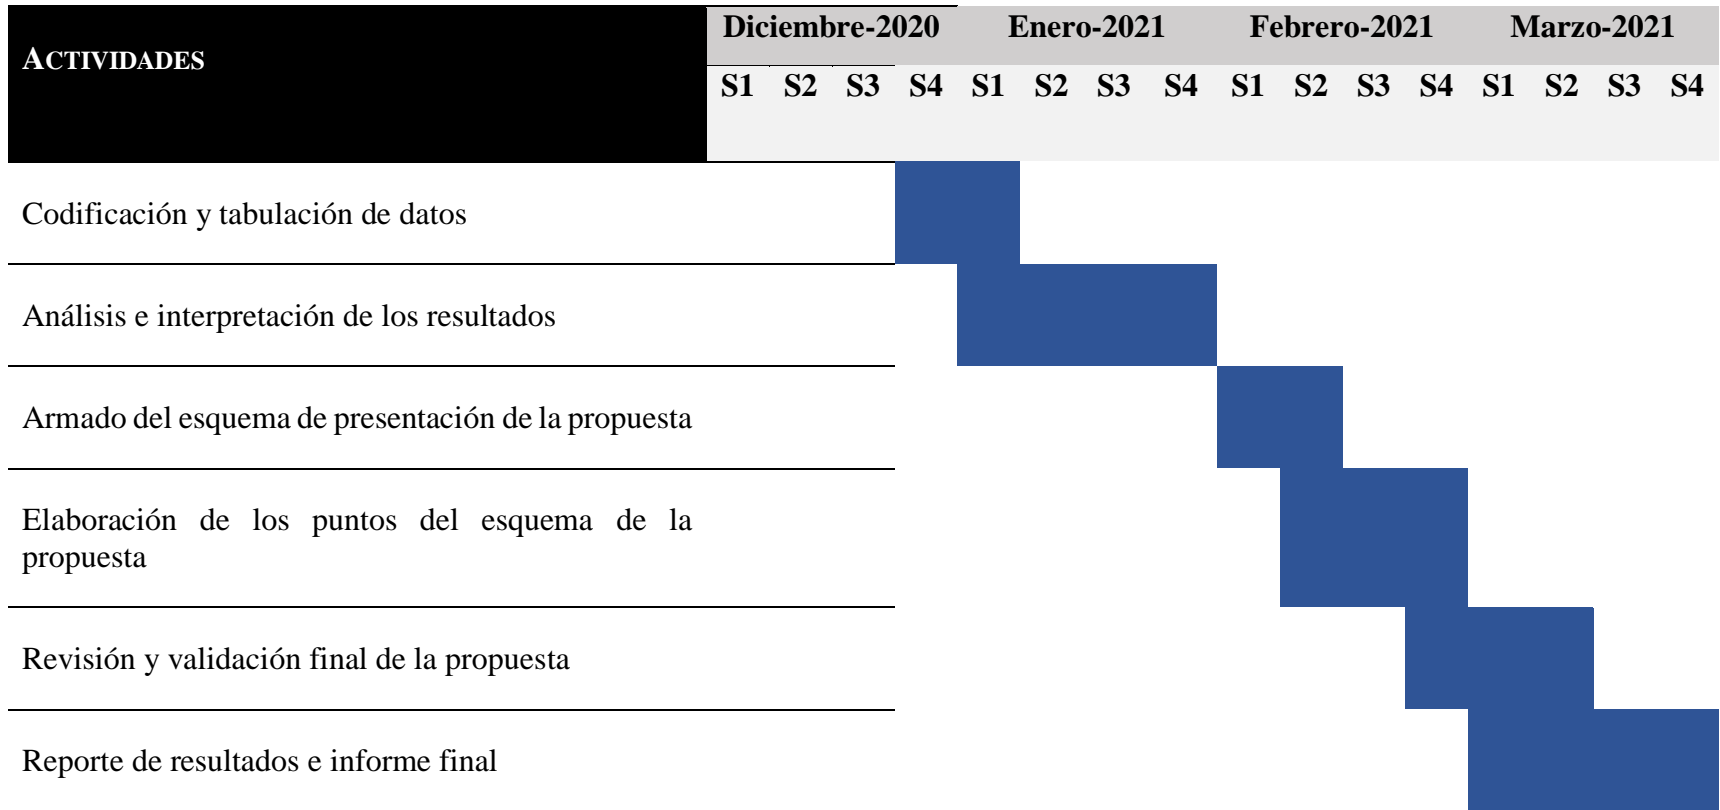 ACTIVIDADES
Diciembre-2020 Enero-2021 Febrero-2021 Marzo-2021
S1 S2 S3 S4 S1 S2 S3 S4 S1 S2 S3 S4 S1 S2 S3 S4
Codificación y tabulación de datos
Análisis e interpretación de los resultados
Armado del esquema de presentación de la propuesta
Elaboración de los puntos del esquema de la
propuesta
Revisión y validación final de la propuesta
Reporte de resultados e informe final